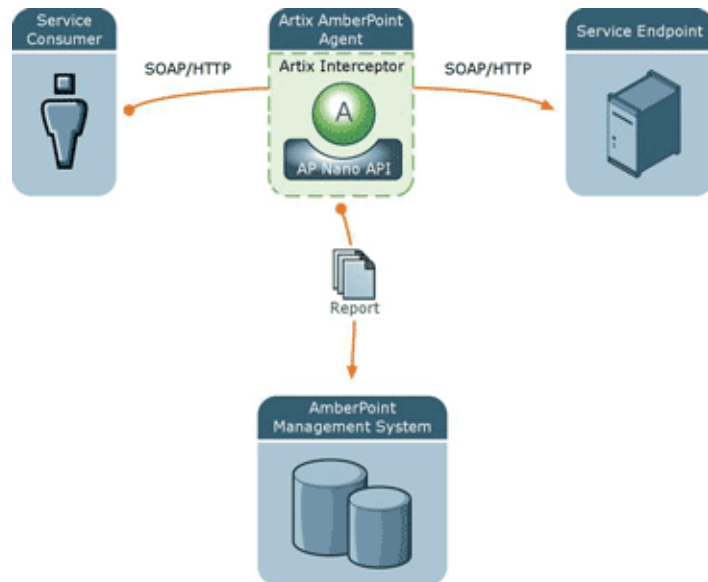 Service
Consumer
Artix AmberPoint
Agent
Service Endpoint
SOAP/HTTP
Artix Interceptor
SOAP/HTTP
A
AP Nano API
Report
AmberPoint
Management System